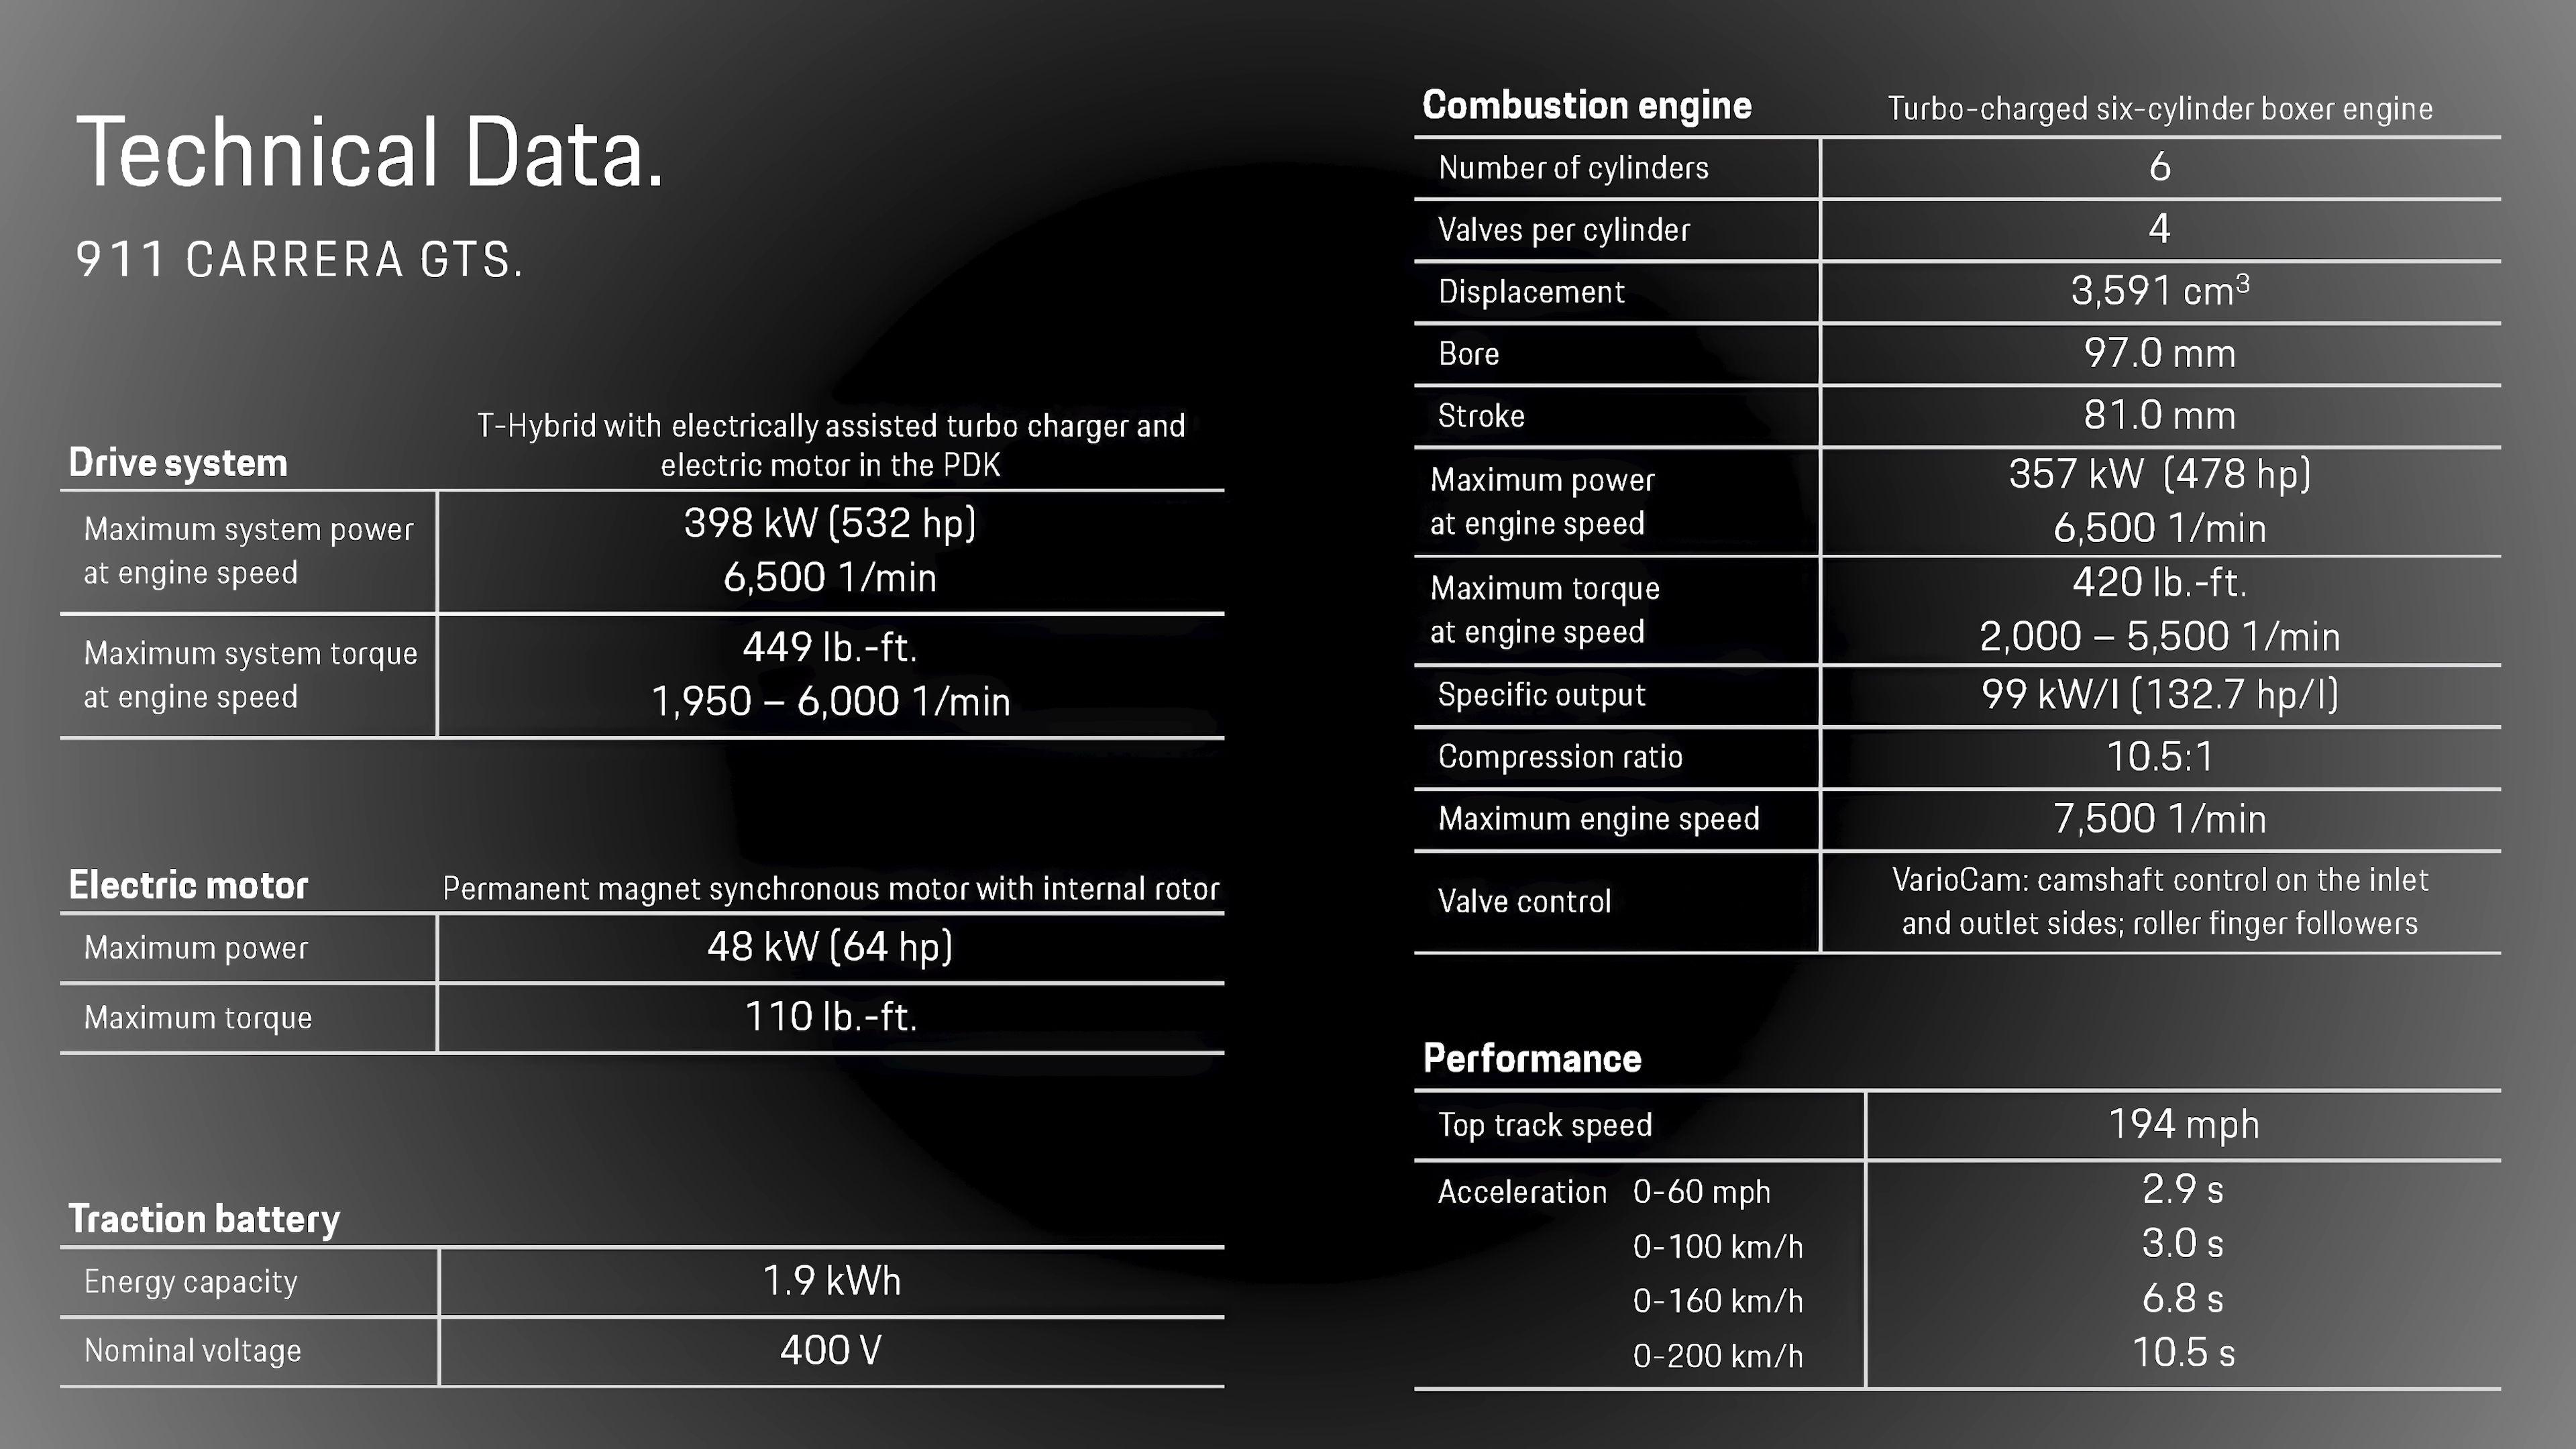 Technical Data.
911 CARRERA GTS.
Drive system
T-Hybrid with electrically assisted turbo charger and
electric motor in the PDK
Maximum system power
at engine speed
398 kW (532 hp)
6,500 1/min
Maximum system torque
at engine speed
449 lb.-ft.
1,950 – 6,000 1/min
Electric motor
Permanent magnet synchronous motor with internal rotor
Maximum power
48 kW (64 hp)
Maximum torque
110 lb.-ft.
Traction battery
Energy capacity
1.9 kWh
Nominal voltage
400 V
Combustion engine
Turbo-charged six-cylinder boxer engine
Number of cylinders
6
Valves per cylinder
4
Displacement
3,591 cm³
Bore
97.0 mm
Stroke
81.0 mm
Maximum power
at engine speed
357 kW (478 hp)
6,500 1/min
Maximum torque
at engine speed
420 lb.-ft.
2,000 – 5,500 1/min
Specific output
99 kW/l (132.7 hp/l)
Compression ratio
10.5:1
Maximum engine speed
7,500 1/min
Valve control
VarioCam: camshaft control on the inlet
and outlet sides; roller finger followers
Performance
Top track speed
194 mph
Acceleration 0-60 mph
2.9 s
0-100 km/h
3.0 s
0-160 km/h
6.8 s
0-200 km/h
10.5 s